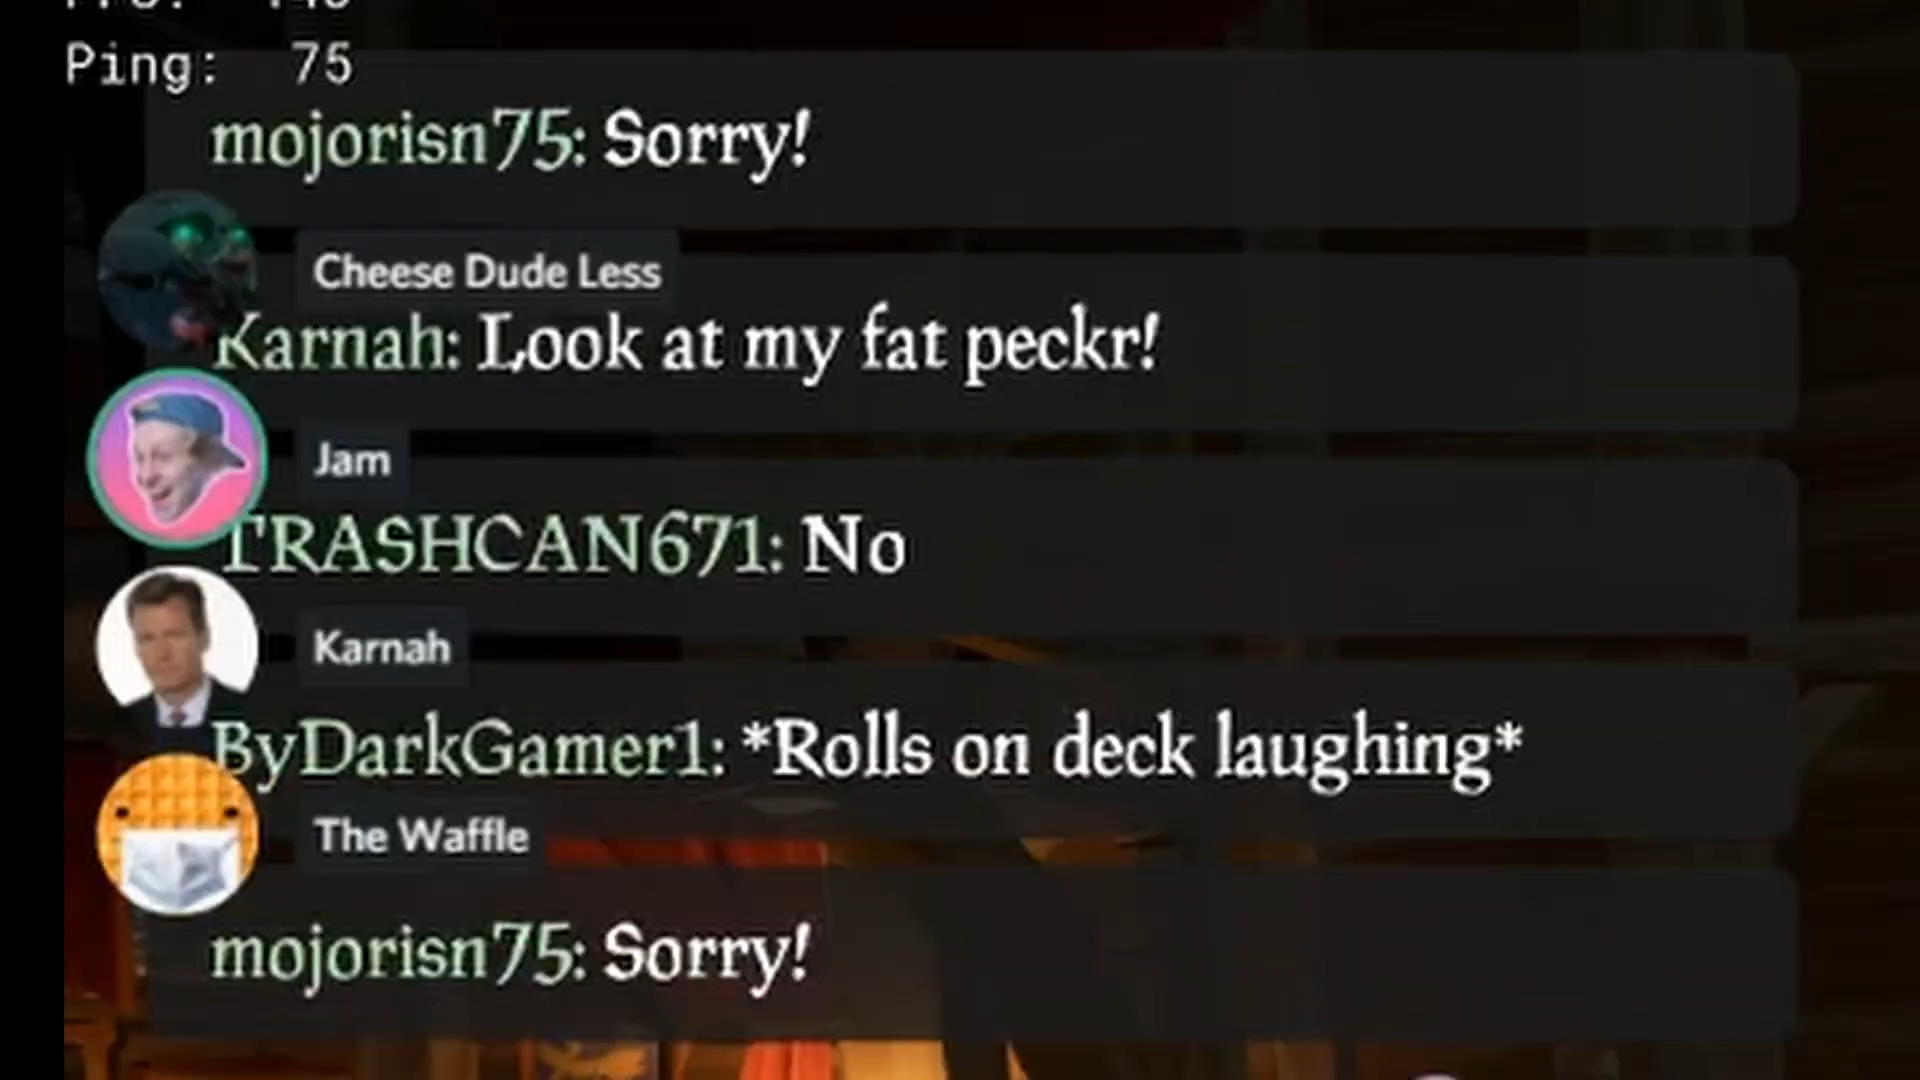 Ping: 75
mojorisn75: Sorry!
Cheese Dude Less
Karnah: Look at my fat peckr!
Jam
TRASHCAN671: No
Karnah
ByDarkGamer1: *Rolls on deck laughing*
The Waffle
mojorisn75: Sorry!